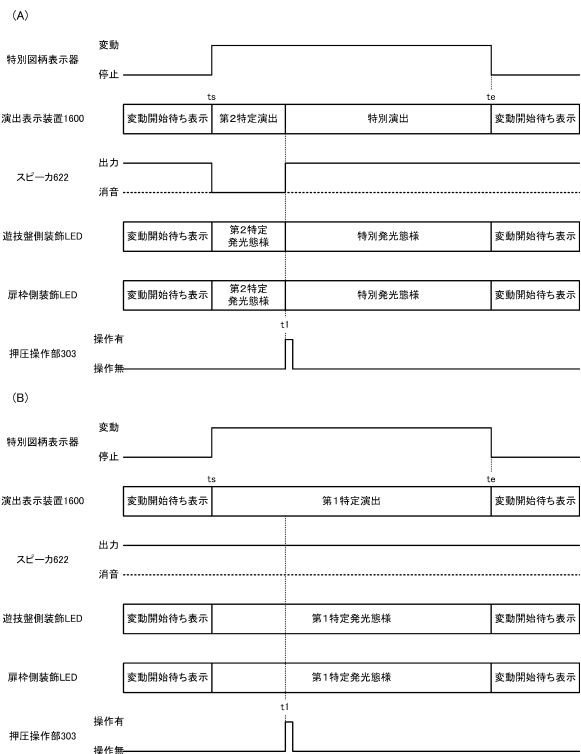 (A)
特別図柄表示器
変動
停止
ts
te
演出表示装置1600
変動開始待ち表示
第2特定演出
特別演出
変動開始待ち表示
スピーカ622
出力
消音
遊技盤側装飾LED
変動開始待ち表示
第2特定
発光態様
特別発光態様
変動開始待ち表示
扉枠側装飾LED
変動開始待ち表示
第2特定
発光態様
特別発光態様
変動開始待ち表示
t1
押圧操作部303
操作有
操作無
(B)
特別図柄表示器
変動
停止
ts
te
演出表示装置1600
変動開始待ち表示
第1特定演出
変動開始待ち表示
スピーカ622
出力
消音
遊技盤側装飾LED
変動開始待ち表示
第1特定発光態様
変動開始待ち表示
扉枠側装飾LED
変動開始待ち表示
第1特定発光態様
変動開始待ち表示
t1
押圧操作部303
操作有
操作無